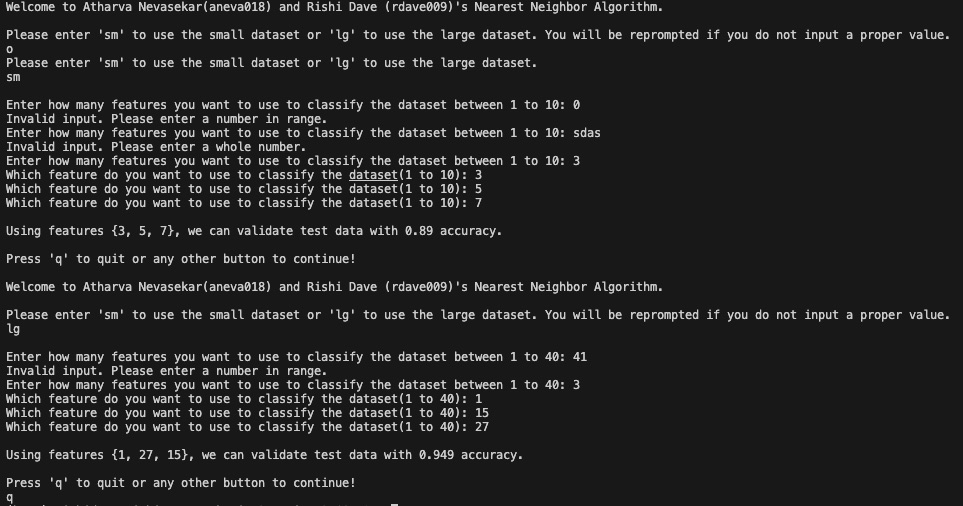 Welcome to Atharva Nevasekar(aneva018) and Rishi Dave (rdave009)'s Nearest Neighbor Algorithm.
Please enter 'sm' to use the small dataset or 'lg' to use the large dataset. You will be reprompted if you do not input a proper value.
o
Please enter 'sm' to use the small dataset or 'lg' to use the large dataset.
sm
Enter how many features you want to use to classify the dataset between 1 to 10: 0
Invalid input. Please enter a number in range.
Enter how many features you want to use to classify the dataset between 1 to 10: sdas
Invalid input. Please enter a whole number.
Enter how many features you want to use to classify the dataset between 1 to 10: 3
Which feature do you want to use to classify the dataset(1 to 10): 3
Which feature do you want to use to classify the dataset(1 to 10): 5
Which feature do you want to use to classify the dataset(1 to 10): 7
Using features {3, 5, 7}, we can validate test data with 0.89 accuracy.
Press 'q' to quit or any other button to continue!
Welcome to Atharva Nevasekar(aneva018) and Rishi Dave (rdave009)'s Nearest Neighbor Algorithm.
Please enter 'sm' to use the small dataset or 'lg' to use the large dataset. You will be reprompted if you do not input a proper value.
lg
Enter how many features you want to use to classify the dataset between 1 to 40: 41
Invalid input. Please enter a number in range.
Enter how many features you want to use to classify the dataset between 1 to 40: 3
Which feature do you want to use to classify the dataset(1 to 40): 1
Which feature do you want to use to classify the dataset(1 to 40): 15
Which feature do you want to use to classify the dataset(1 to 40): 27
Using features {1, 27, 15}, we can validate test data with 0.949 accuracy.
Press 'q' to quit or any other button to continue!
q